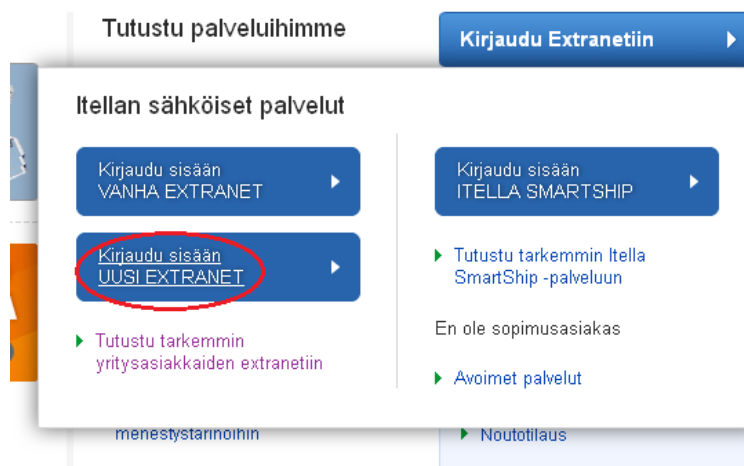 Tutustu palveluihimme
Kirjaudu Extranetiin
Itellan sähköiset palvelut
Kirjaudu sisään
VANHA EXTRANET
Kirjaudu sisään
UUSI EXTRANET
Tutustu tarkemmin
yritysasiakkaiden extranetiin
Kirjaudu sisään
ITELLA SMARTSHIP
Tutustu tarkemmin Itella
SmartShip -palveluun
En ole sopimusasiakas
Avoimet palvelut
menestystarinoihin
Noutotilaus